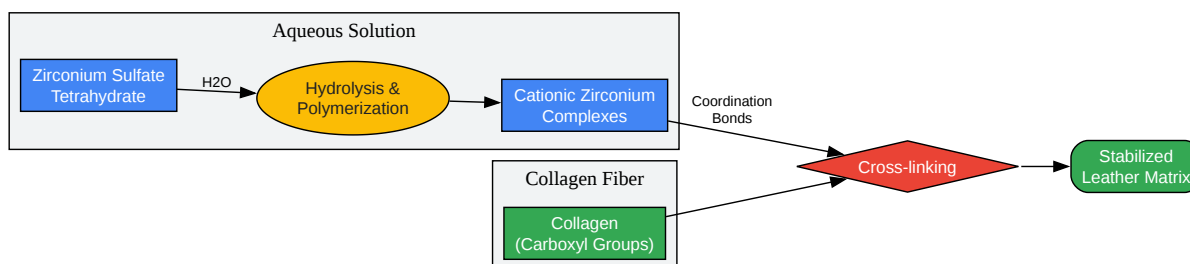 Aqueous Solution
Zirconium Sulfate
Tetrahydrate
H2O
Hydrolysis &
Polymerization
Cationic Zirconium
Complexes
Coordination
Bonds
Cross-linking
Stabilized
Leather Matrix
Collagen Fiber
Collagen
(Carboxyl Groups)